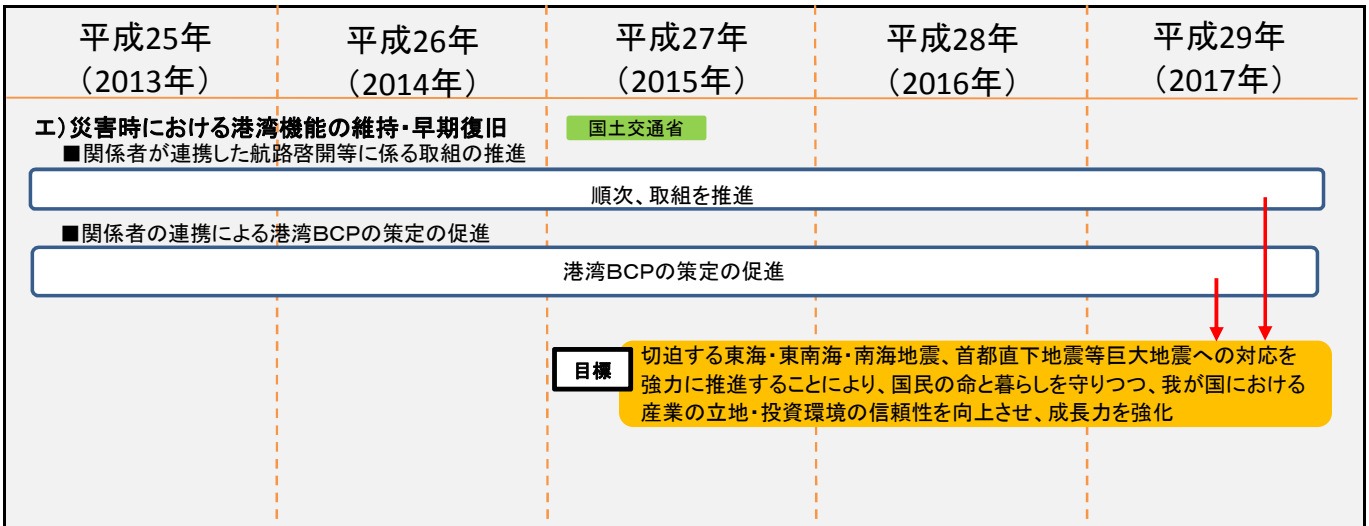 平成25年
(2013年)
平成26年
(2014年)
平成27年
(2015年)
平成28年
(2016年)
平成29年
(2017年)
エ)災害時における港湾機能の維持・早期復旧
国土交通省
■関係者が連携した航路啓開等に係る取組の推進
順次、取組を推進
■関係者の連携による港湾BCPの策定の促進
港湾BCPの策定の促進
目標
切迫する東海・東南海・南海地震、首都直下地震等巨大地震への対応を
強力に推進することにより、国民の命と暮らしを守りつつ、我が国における
産業の立地・投資環境の信頼性を向上させ、成長力を強化